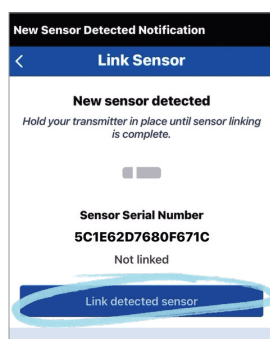 New Sensor Detected Notification
Link Sensor
New sensor detected
Hold your transmitter in place until sensor linking
is complete.
Sensor Serial Number
5C1E62D7680F671C
Not linked
Link detected sensor